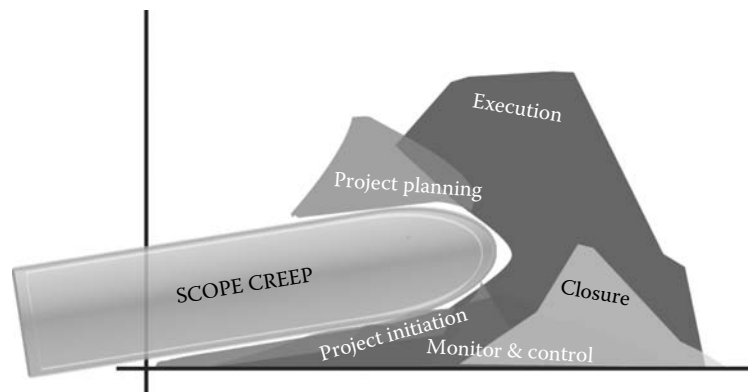 Execution
Project planning
SCOPE CREEP
Closure
Project initiation
Monitor & control